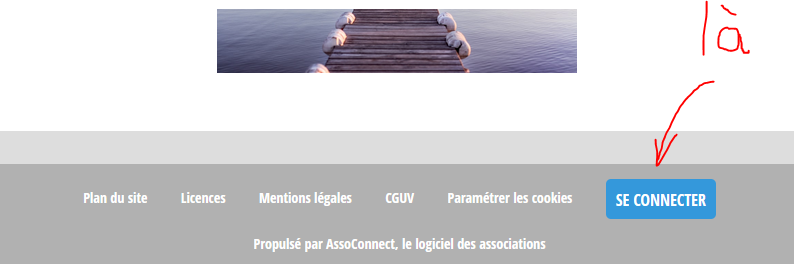 là
Plan du site Licences Mentions légales CGUV Paramétrer les cookies SE CONNECTER
Propulsé par AssoConnect, le logiciel des associations